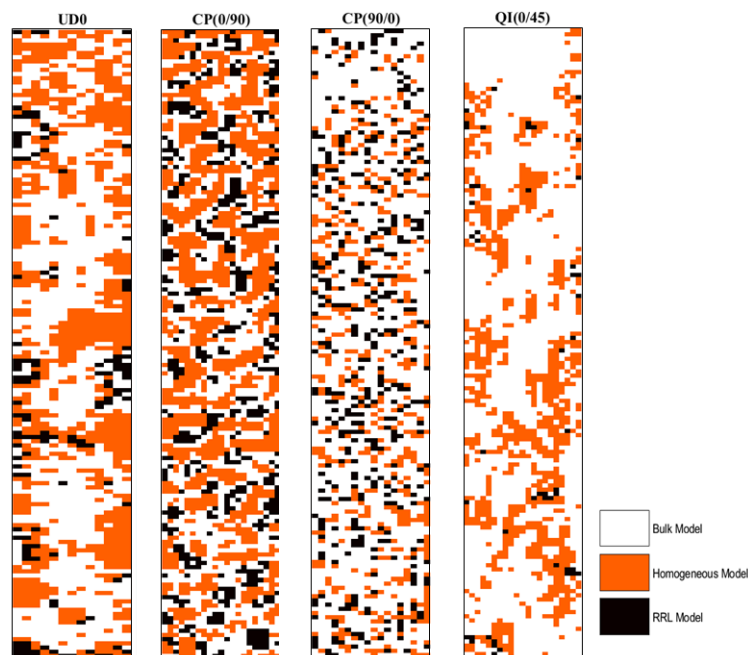 UD0
CP(0/90)
CP(90/0)
QI(0/45)
Bulk Model
Homogeneous Model
RRL Model